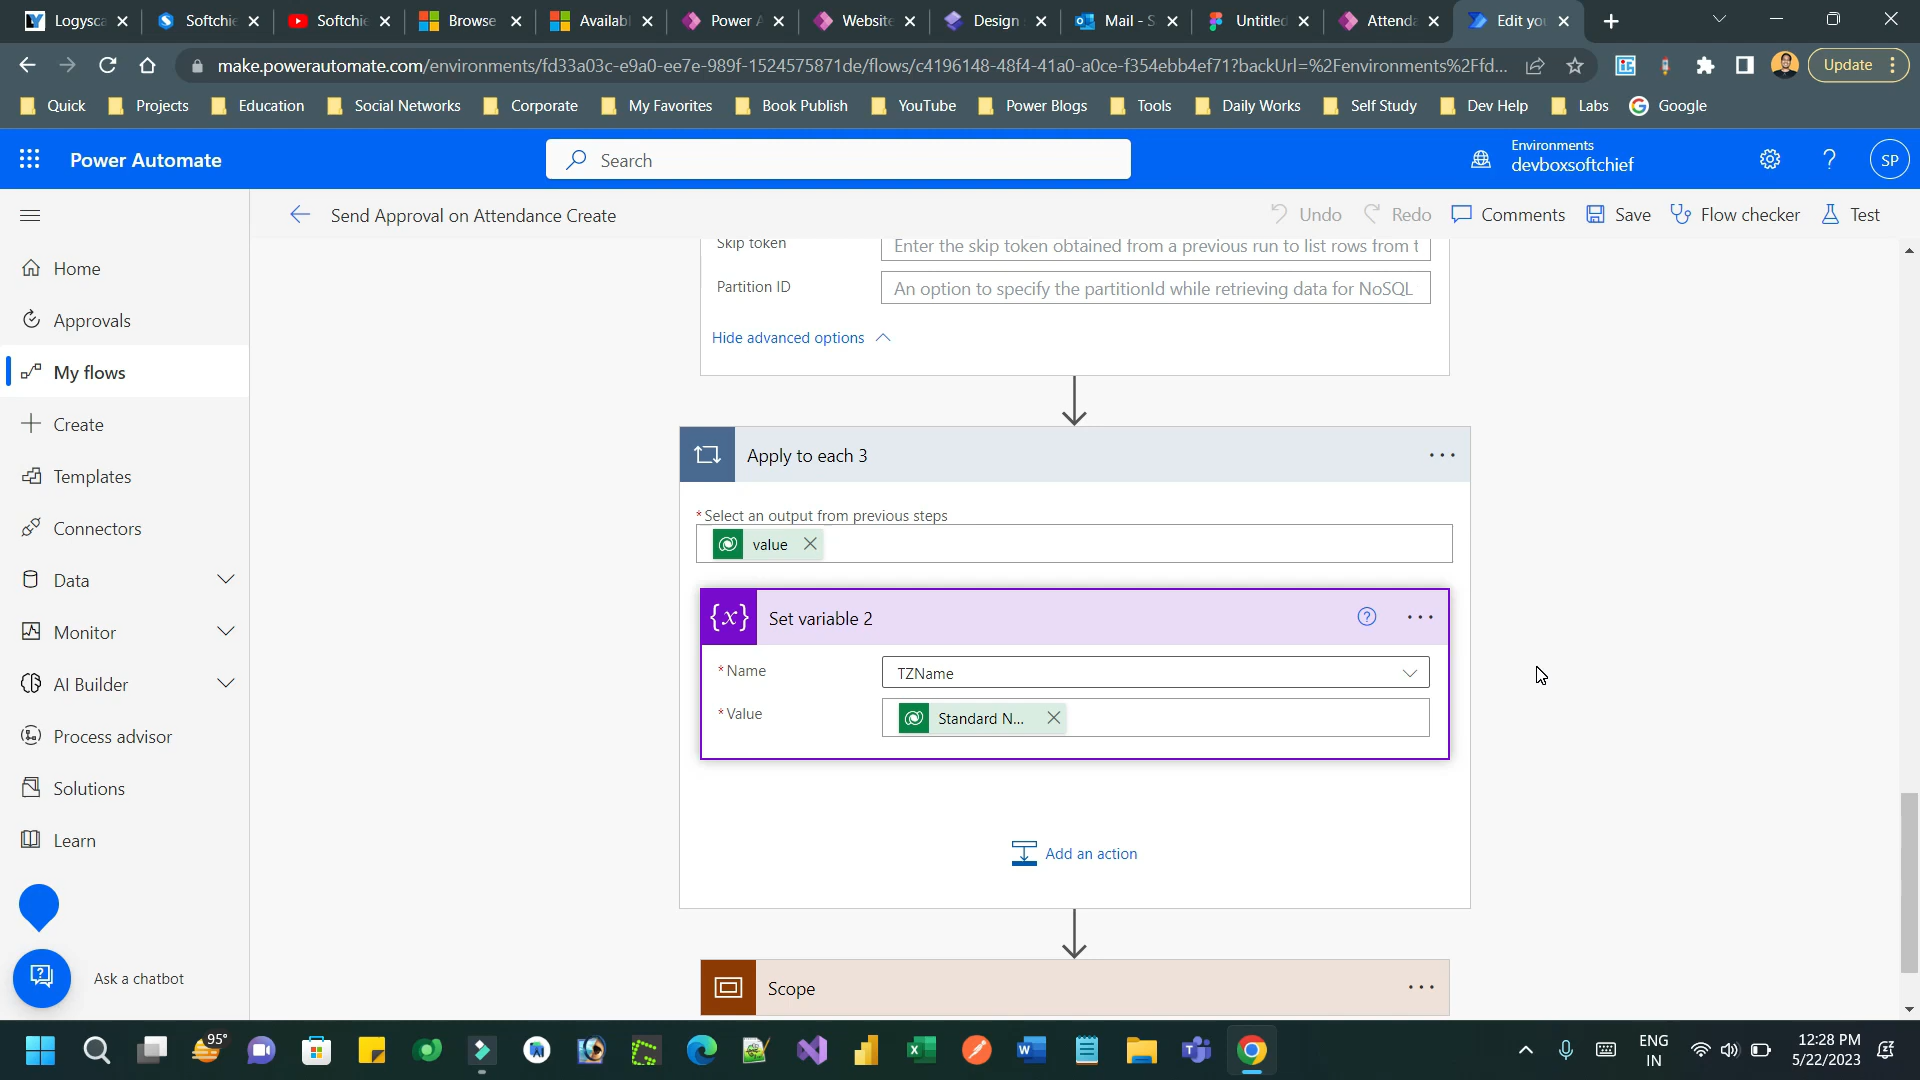 Logysca
Softchie
Softchie
Browse
Availabl
Power A
Website
Design
Mail - S
Untitled
Attenda
Edit you
make.powerautomate.com/environments/fd33a03c-e9a0-ee7e-989f-1524575871de/flows/c4196148-48f4-41a0-a0ce-f354ebb4ef71?backUrl=%2Fenvironments%2Ffd...
Update
Quick
Projects
Education
Social Networks
Corporate
My Favorites
Book Publish
YouTube
Power Blogs
Tools
Daily Works
Self Study
Dev Help
Labs
Google
Power Automate
Search
Environments
devboxsoftchief
SP
Send Approval on Attendance Create
Undo
Redo
Comments
Save
Flow checker
Test
Home
Approvals
My flows
Create
Templates
Connectors
Data
Monitor
AI Builder
Process advisor
Solutions
Learn
Ask a chatbot
Skip token
Enter the skip token obtained from a previous run to list rows from t
Partition ID
An option to specify the partitionId while retrieving data for NoSQL
Hide advanced options
Apply to each 3
* Select an output from previous steps
value
{x} Set variable 2
* Name
TZName
* Value
Standard N...
Add an action
Scope
95°
ENG
IN
12:28 PM
5/22/2023